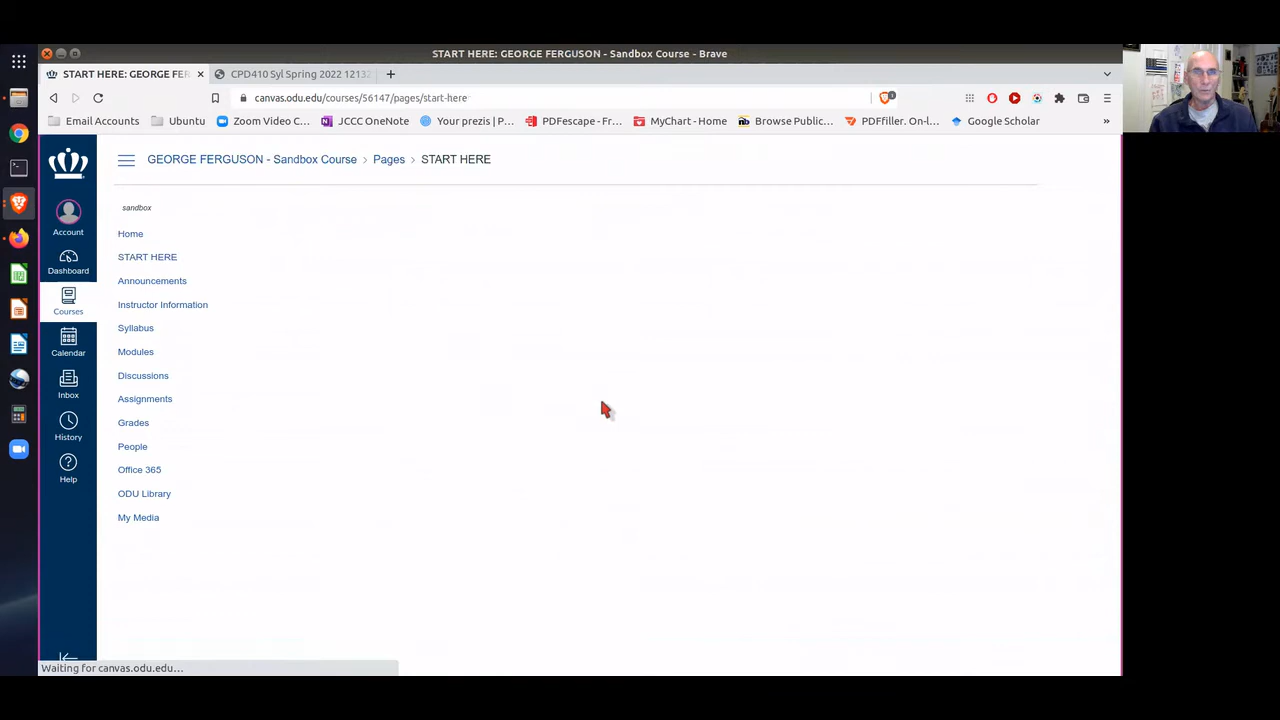 START HERE: GEORGE FERGUSON - Sandbox Course - Brave
START HERE: GEORGE FER
CPD410 Syl Spring 2022 12132
canvas.odu.edu/courses/56147/pages/start-here
Email Accounts Ubuntu Zoom Video C... JCCC OneNote Your prezis | P... PDFescape - Fr... MyChart - Home Browse Public... PDFfiller. On-l... Google Scholar »
GEORGE FERGUSON - Sandbox Course › Pages › START HERE
Account
Dashboard
Courses
Calendar
Inbox
History
Help
sandbox
Home
START HERE
Announcements
Instructor Information
Syllabus
Modules
Discussions
Assignments
Grades
People
Office 365
ODU Library
My Media
Waiting for canvas.odu.edu...